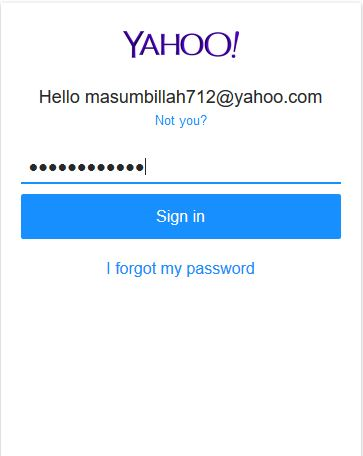 YAHOO!
Hello masumbillah712@yahoo.com
Not you?
●●●●●●●●●●●●
Sign in
I forgot my password